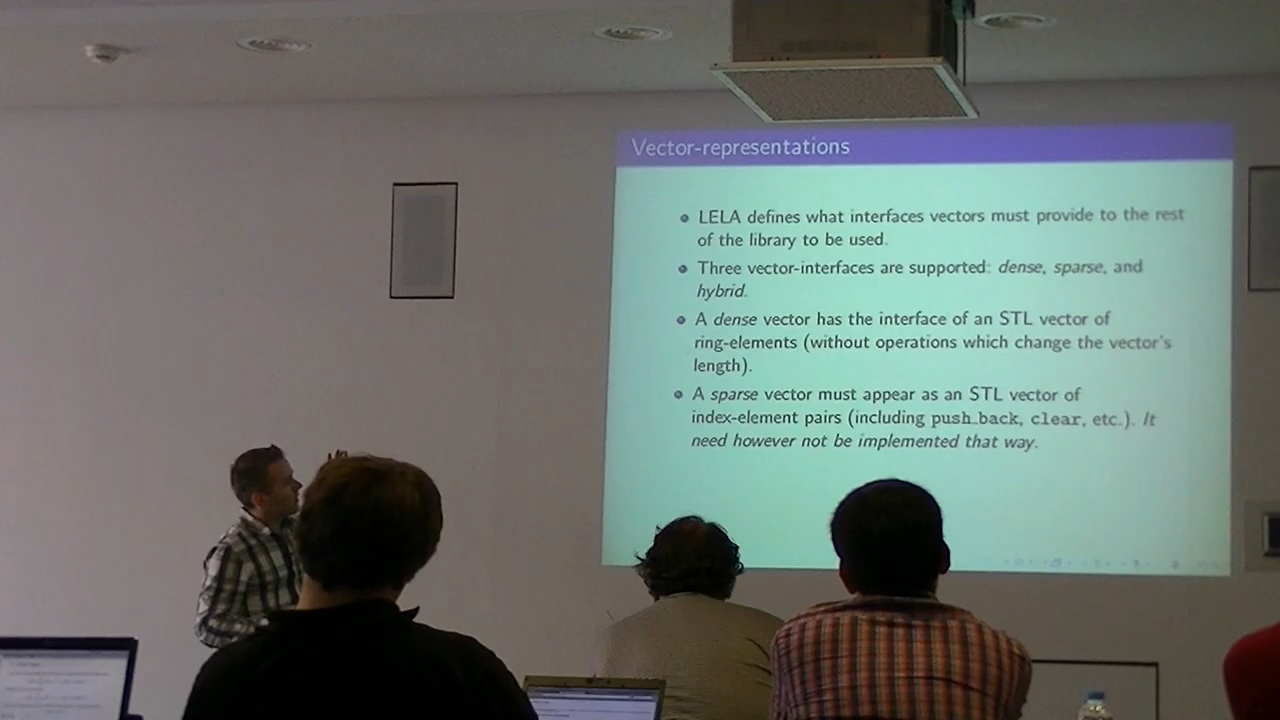 Vector-representations
LELA defines what interfaces vectors must provide to the rest
of the library to be used.
Three vector-interfaces are supported: dense, sparse, and
hybrid.
A dense vector has the interface of an STL vector of
ring-elements (without operations which change the vector's
length).
A sparse vector must appear as an STL vector of
index-element pairs (including push_back, clear, etc.). It
need however not be implemented that way.